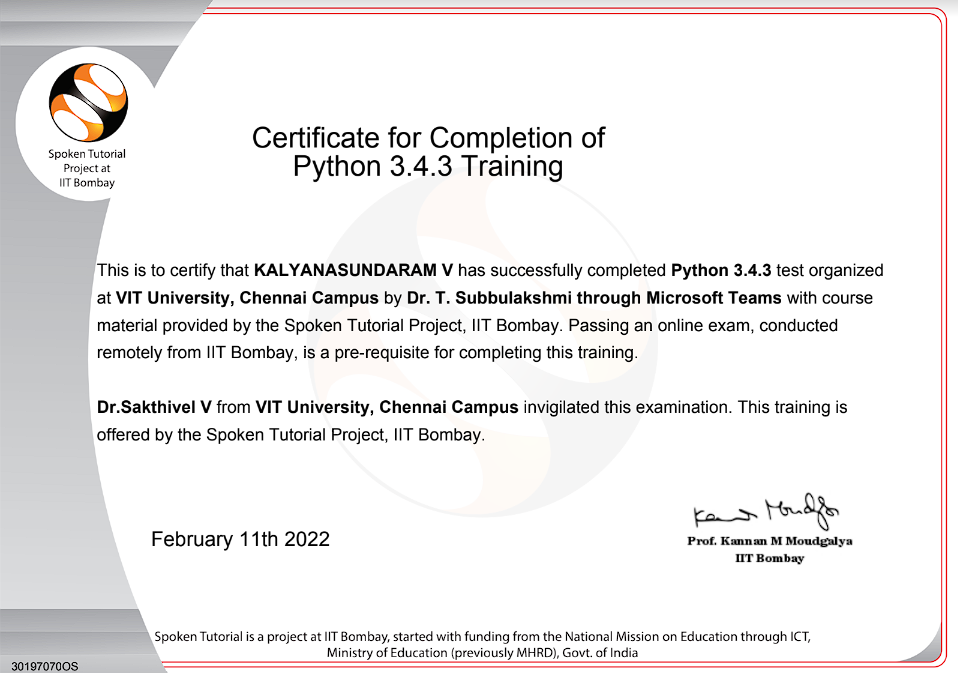 Spoken Tutorial
Project at
IIT Bombay
Certificate for Completion of
Python 3.4.3 Training
This is to certify that KALYANASUNDARAM V has successfully completed Python 3.4.3 test organized
at VIT University, Chennai Campus by Dr. T. Subbulakshmi through Microsoft Teams with course
material provided by the Spoken Tutorial Project, IIT Bombay. Passing an online exam, conducted
remotely from IIT Bombay, is a pre-requisite for completing this training.
Dr.Sakthivel V from VIT University, Chennai Campus invigilated this examination. This training is
offered by the Spoken Tutorial Project, IIT Bombay.
February 11th 2022
Kannan Moudgalya
Prof. Kannan M Moudgalya
IIT Bombay
Spoken Tutorial is a project at IIT Bombay, started with funding from the National Mission on Education through ICT,
Ministry of Education (previously MHRD), Govt. of India
30197070OS